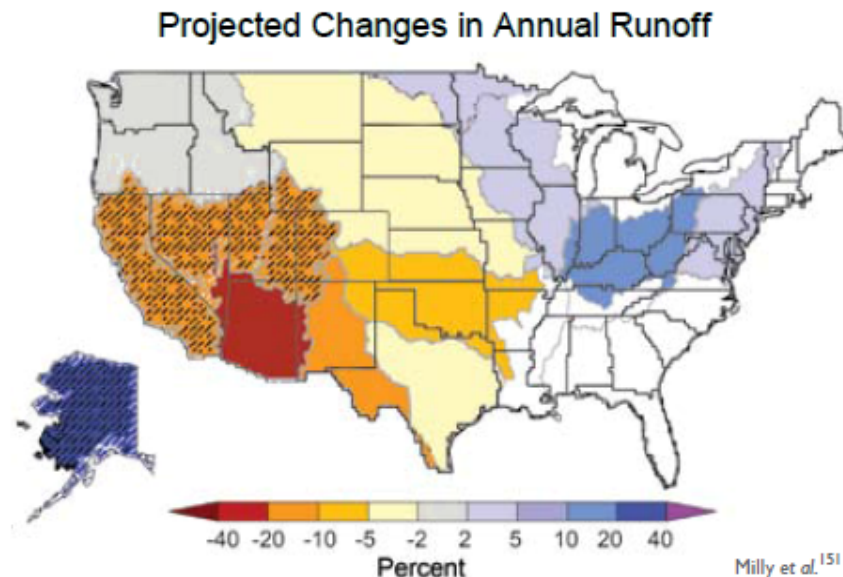 Projected Changes in Annual Runoff
-40 -20 -10 -5 -2 2 5 10 20 40
Percent
Milly et al.151